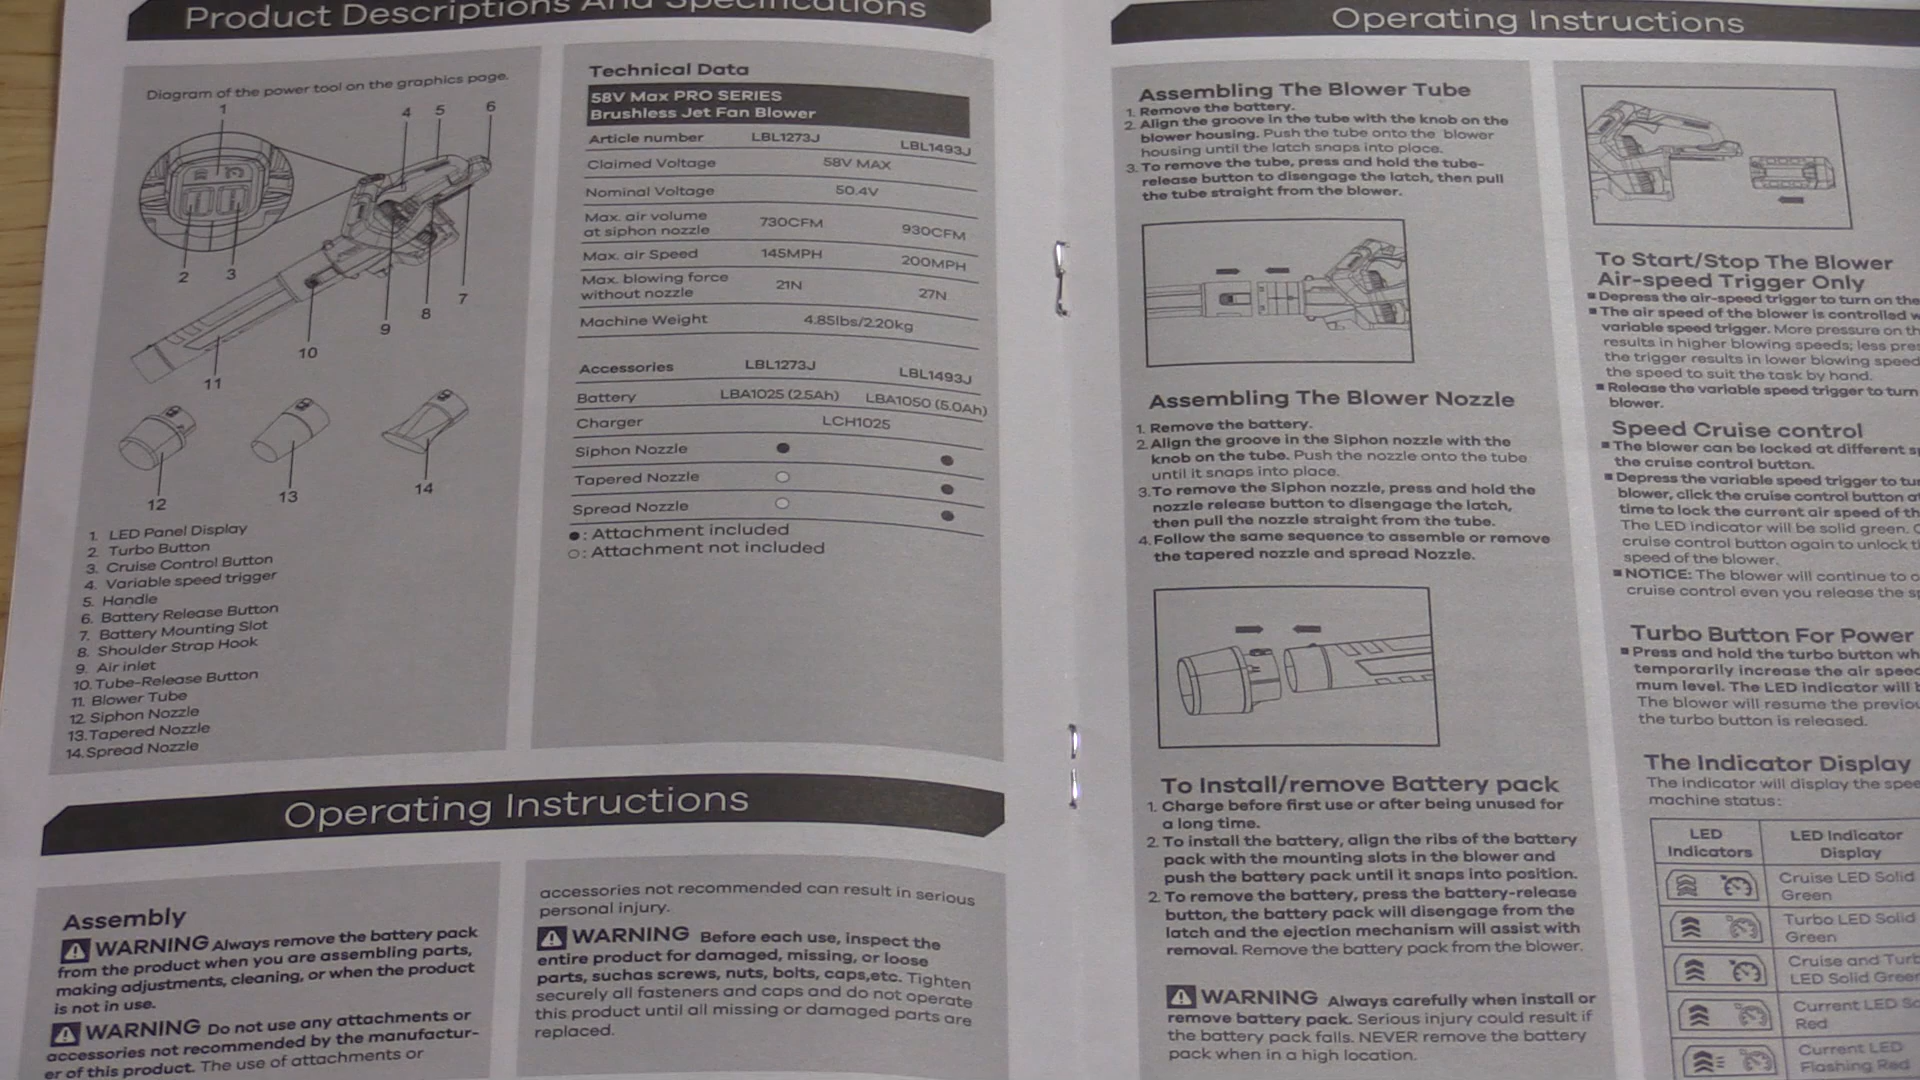 Product Descriptions And Specifications
Diagram of the power tool on the graphics page.
1
4
5
6
2
3
7
8
9
10
11
12
13
14
1. LED Panel Display
2. Turbo Button
3. Cruise Control Button
4. Variable speed trigger
5. Handle
6. Battery Release Button
7. Battery Mounting Slot
8. Shoulder Strap Hook
9. Air inlet
10. Tube-Release Button
11. Blower Tube
12. Siphon Nozzle
13. Tapered Nozzle
14. Spread Nozzle
Technical Data
58V Max PRO SERIES
Brushless Jet Fan Blower
Article number LBL1273J LBL1493J
Claimed Voltage 58V MAX
Nominal Voltage 50.4V
Max. air volume
at siphon nozzle 730CFM 930CFM
Max. air Speed 145MPH 200MPH
Max. blowing force
without nozzle 21N 27N
Machine Weight 4.85lbs/2.20kg
Accessories LBL1273J LBL1493J
Battery LBA1025 (2.5Ah) LBA1050 (5.0Ah)
Charger LCH1025
Siphon Nozzle ● ●
Tapered Nozzle ○ ●
Spread Nozzle ○ ●
●: Attachment included
○: Attachment not included
Operating Instructions
Assembly
WARNING Always remove the battery pack
from the product when you are assembling parts,
making adjustments, cleaning, or when the product
is not in use.
WARNING Do not use any attachments or
accessories not recommended by the manufactur-
er of this product. The use of attachments or
accessories not recommended can result in serious
personal injury.
WARNING Before each use, inspect the
entire product for damaged, missing, or loose
parts, suchas screws, nuts, bolts, caps,etc. Tighten
securely all fasteners and caps and do not operate
this product until all missing or damaged parts are
replaced.
Operating Instructions
Assembling The Blower Tube
1. Remove the battery.
2. Align the groove in the tube with the knob on the
blower housing. Push the tube onto the blower
housing until the latch snaps into place.
3. To remove the tube, press and hold the tube-
release button to disengage the latch, then pull
the tube straight from the blower.
Assembling The Blower Nozzle
1. Remove the battery.
2. Align the groove in the Siphon nozzle with the
knob on the tube. Push the nozzle onto the tube
until it snaps into place.
3. To remove the Siphon nozzle, press and hold the
nozzle release button to disengage the latch,
then pull the nozzle straight from the tube.
4. Follow the same sequence to assemble or remove
the tapered nozzle and spread Nozzle.
To Install/remove Battery pack
1. Charge before first use or after being unused for
a long time.
2. To install the battery, align the ribs of the battery
pack with the mounting slots in the blower and
push the battery pack until it snaps into position.
2. To remove the battery, press the battery-release
button, the battery pack will disengage from the
latch and the ejection mechanism will assist with
removal. Remove the battery pack from the blower.
WARNING Always carefully when install or
remove battery pack. Serious injury could result if
the battery pack falls. NEVER remove the battery
pack when in a high location.
To Start/Stop The Blower
Air-speed Trigger Only
■ Depress the air-speed trigger to turn on the
■ The air speed of the blower is controlled
variable speed trigger. More pressure on
results in higher blowing speeds; less
the trigger results in lower blowing
the speed to suit the task by hand.
■ Release the variable speed trigger to turn
blower.
Speed Cruise control
■ The blower can be locked at different
the cruise control button.
■ Depress the variable speed trigger to
blower, click the cruise control button
time to lock the current air speed of
The LED indicator will be solid green.
cruise control button again to unlock
speed of the blower.
■ NOTICE: The blower will continue to
cruise control even you release the
Turbo Button For Power
■ Press and hold the turbo button
temporarily increase the air
mum level. The LED indicator will
The blower will resume the
the turbo button is released.
The Indicator Display
The indicator will display the
machine status:
LED
Indicators
LED Indicator
Display
Cruise LED Solid
Green
Turbo LED Solid
Green
Cruise and
LED Solid Green
Current LED
Red
Current LED
Flashing Red